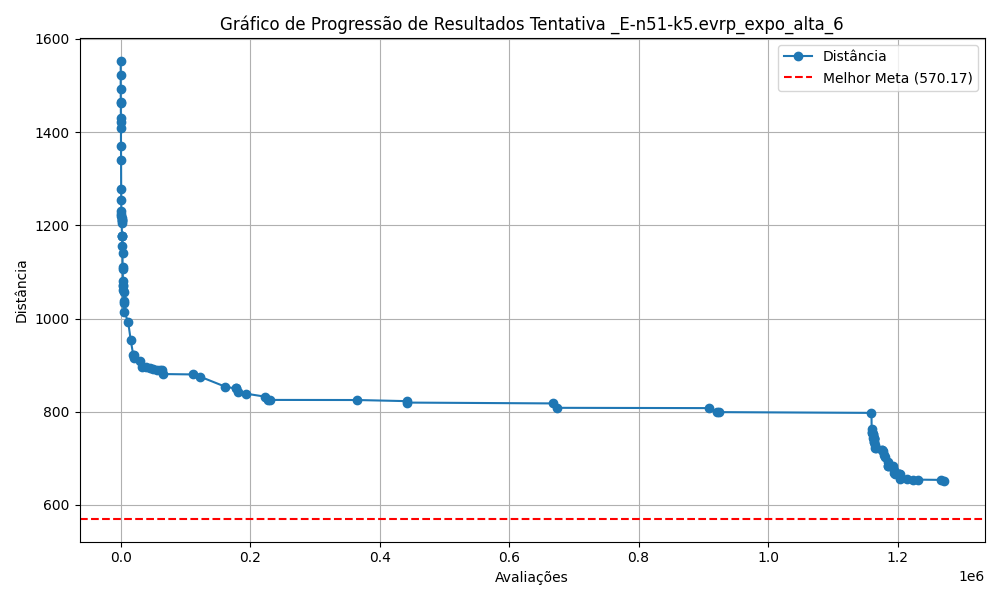 Gráfico de Progressão de Resultados Tentativa _E-n51-k5.evrp_expo_alta_6
Distância
Melhor Meta (570.17)
1600
1400
1200
1000
800
600
Distância
0.0
0.2
0.4
0.6
0.8
1.0
1.2
1e6
Avaliações